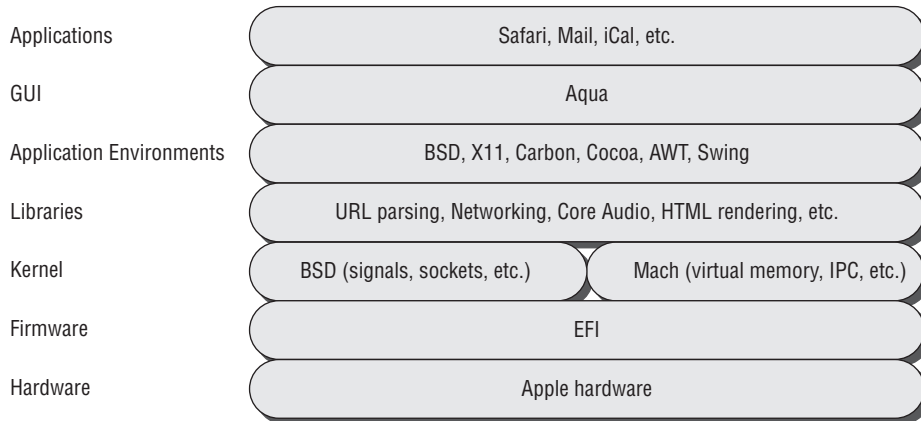 Applications
Safari, Mail, iCal, etc.
GUI
Aqua
Application Environments
BSD, X11, Carbon, Cocoa, AWT, Swing
Libraries
URL parsing, Networking, Core Audio, HTML rendering, etc.
Kernel
BSD (signals, sockets, etc.)
Mach (virtual memory, IPC, etc.)
Firmware
EFI
Hardware
Apple hardware